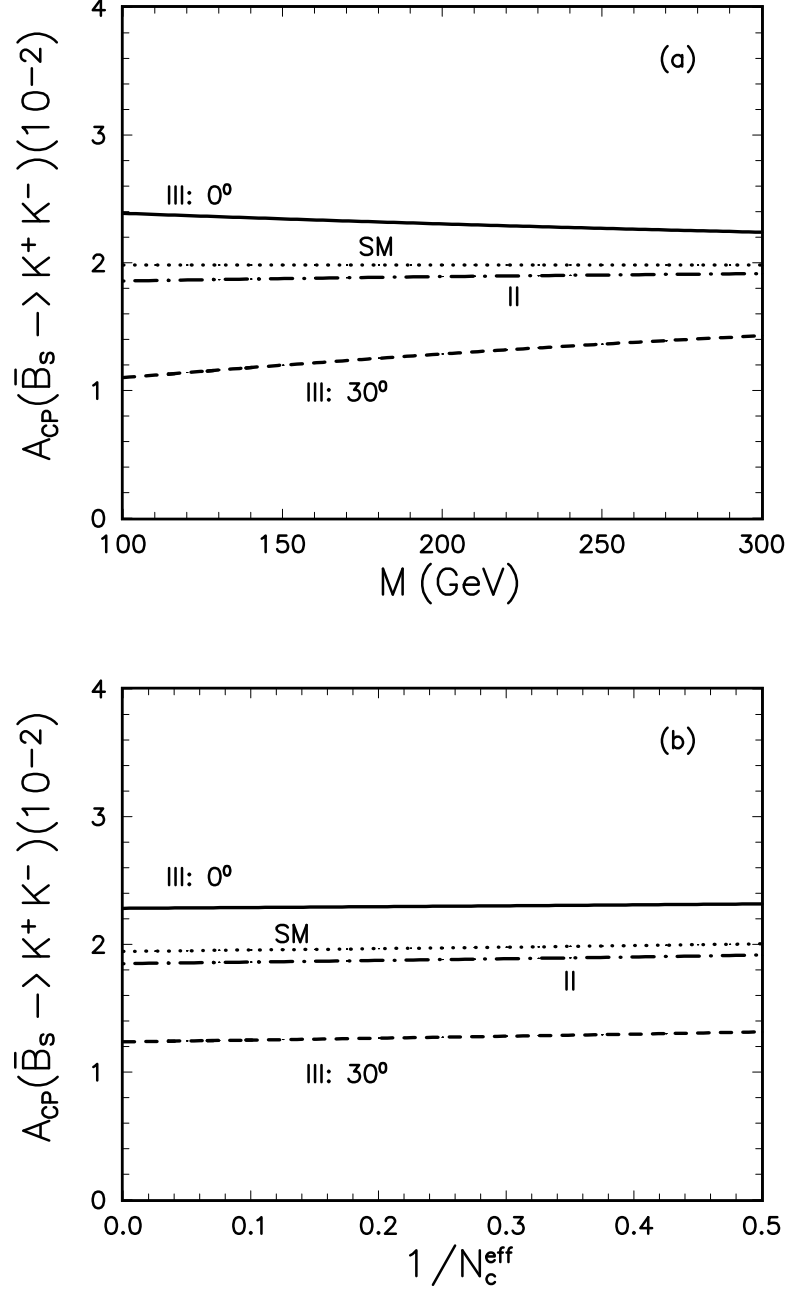 A_CP(B̄_S —> K⁺ K⁻)(10⁻²)
4
3
2
1
0
(a)
III: 0⁰
SM
II
III: 30⁰
100 150 200 250 300
M (GeV)
A_CP(B̄_S —> K⁺ K⁻)(10⁻²)
4
3
2
1
0
(b)
III: 0⁰
SM
II
III: 30⁰
0.0 0.1 0.2 0.3 0.4 0.5
1/N_c^eff